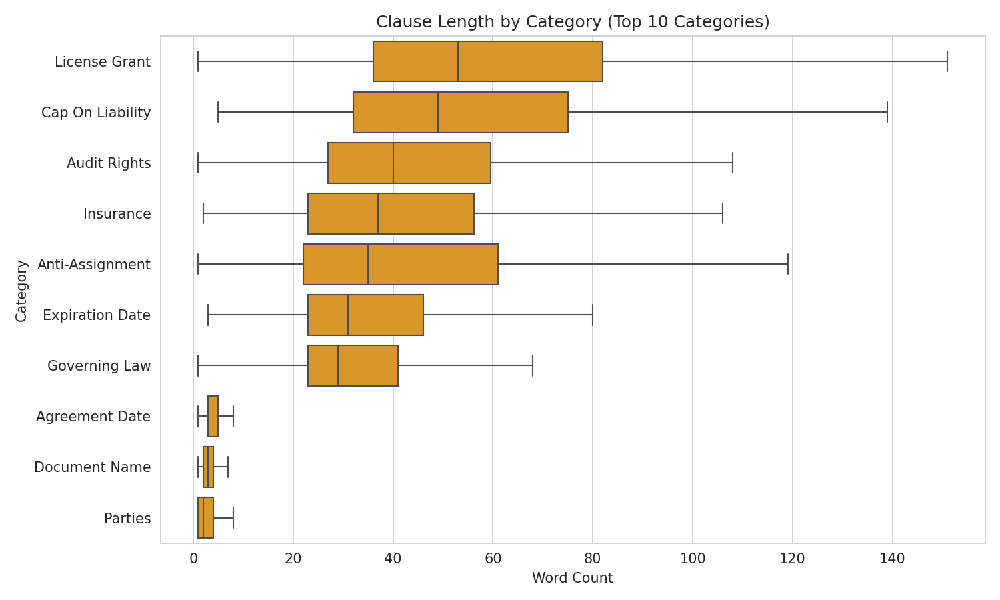 Clause Length by Category (Top 10 Categories)
Category
License Grant
Cap On Liability
Audit Rights
Insurance
Anti-Assignment
Expiration Date
Governing Law
Agreement Date
Document Name
Parties
0 20 40 60 80 100 120 140
Word Count